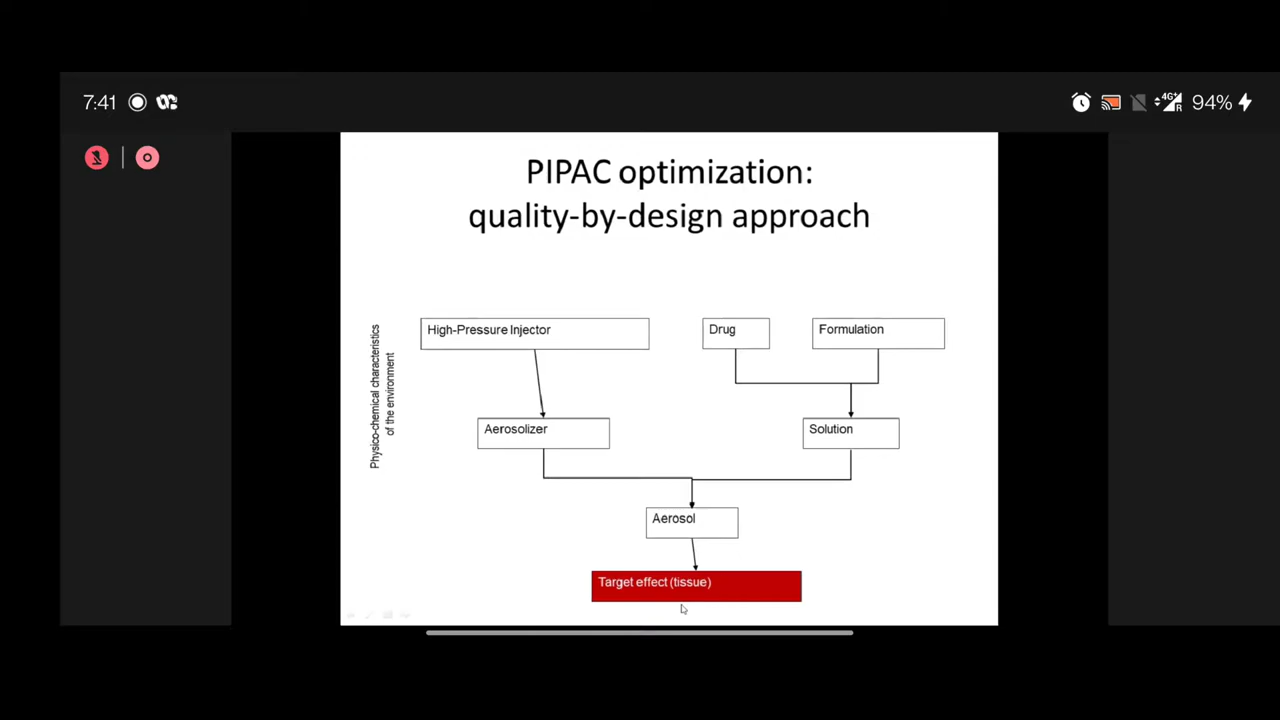 7:41
4G+
R
94%
PIPAC optimization:
quality-by-design approach
Physico-chemical characteristics
of the environment
High-Pressure Injector
Drug
Formulation
Aerosolizer
Solution
Aerosol
Target effect (tissue)